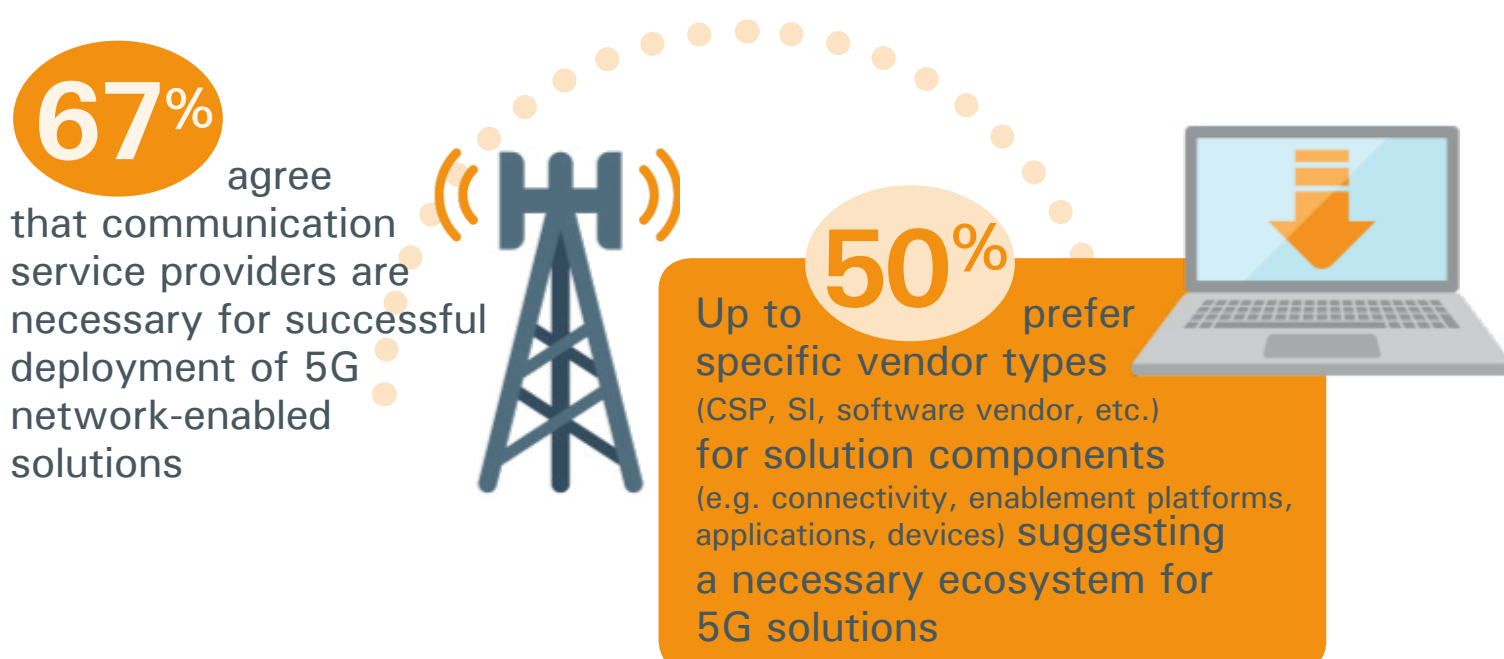 67%
agree
that communication
service providers are
necessary for successful
deployment of 5G
network-enabled
solutions
Up to 50% prefer
specific vendor types
(CSP, SI, software vendor, etc.)
for solution components
(e.g. connectivity, enablement platforms,
applications, devices) suggesting
a necessary ecosystem for
5G solutions